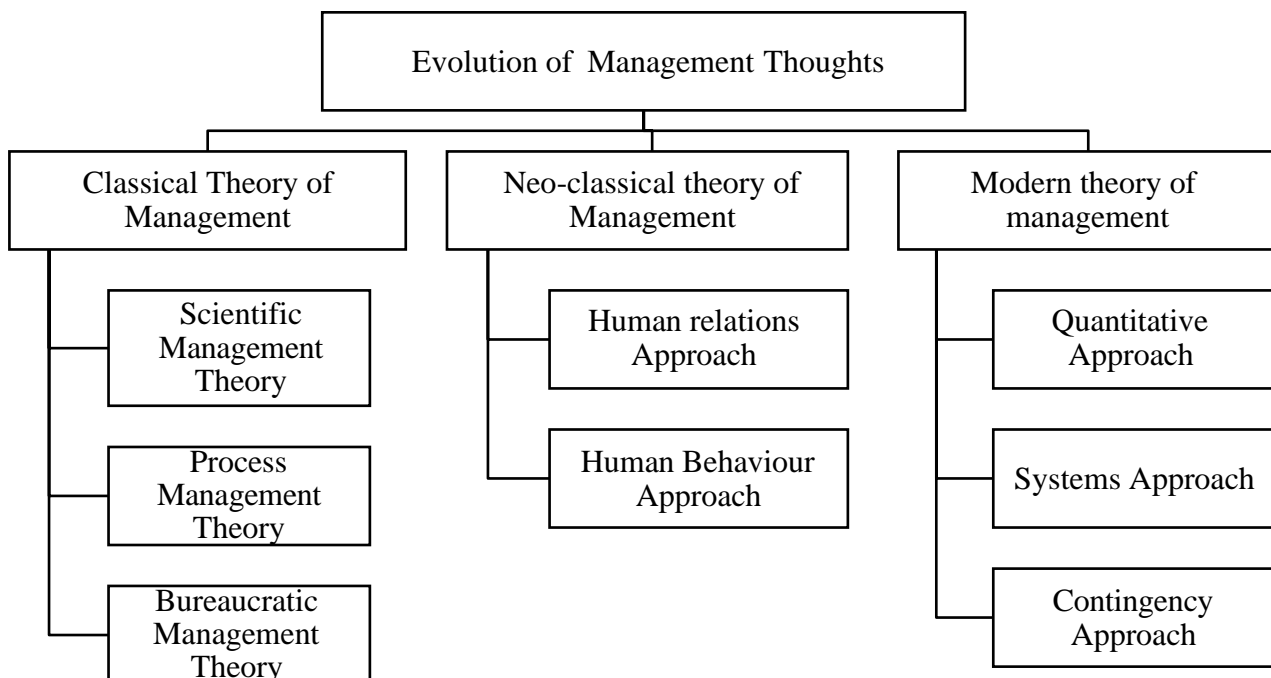 Evolution of Management Thoughts
Classical Theory of
Management
Scientific
Management
Theory
Process
Management
Theory
Bureaucratic
Management
Theory
Neo-classical theory of
Management
Human relations
Approach
Human Behaviour
Approach
Modern theory of
management
Quantitative
Approach
Systems Approach
Contingency
Approach